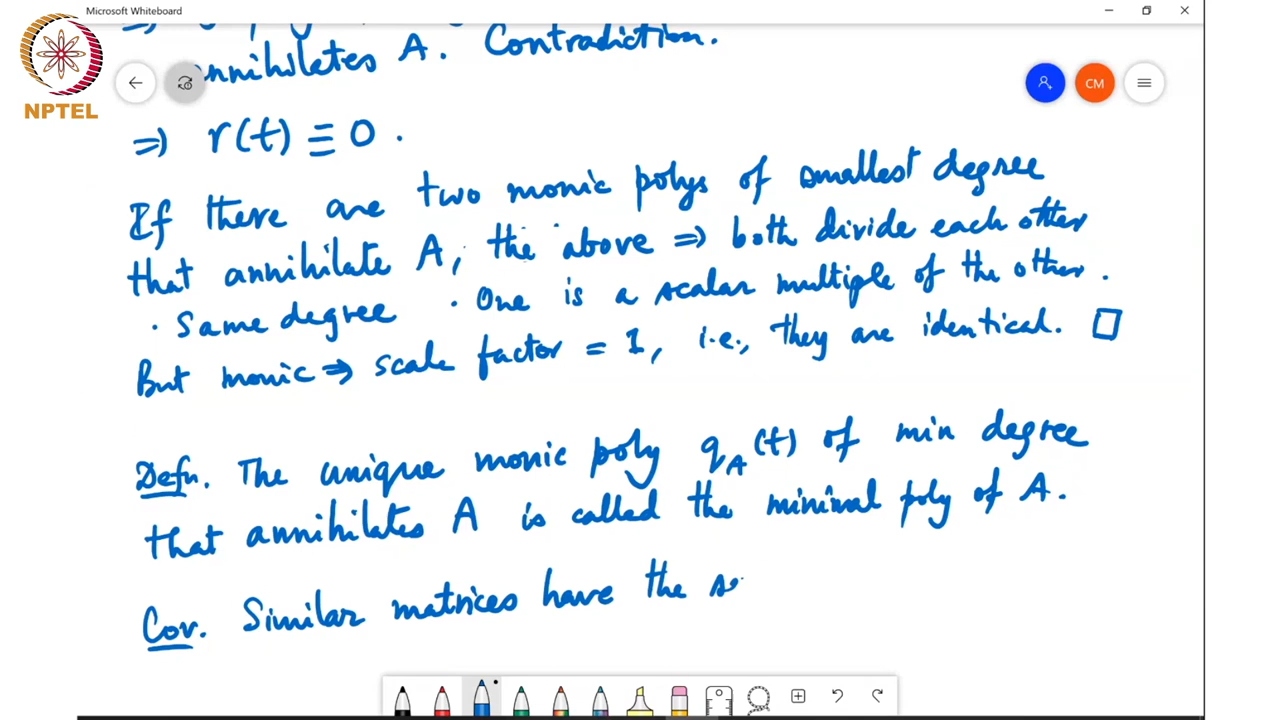 Microsoft Whiteboard
annihilates A. Contradiction.
NPTEL
CM
⇒ r(t) ≡ 0.
If there are two monic polys of smallest degree
that annihilate A, the above ⇒ both divide each other
· Same degree · One is a scalar multiple of the other.
But monic ⇒ scale factor = 1, i.e., they are identical. □
Defn. The unique monic poly q_A(t) of min degree
that annihilates A is called the minimal poly of A.
Cor. Similar matrices have the s